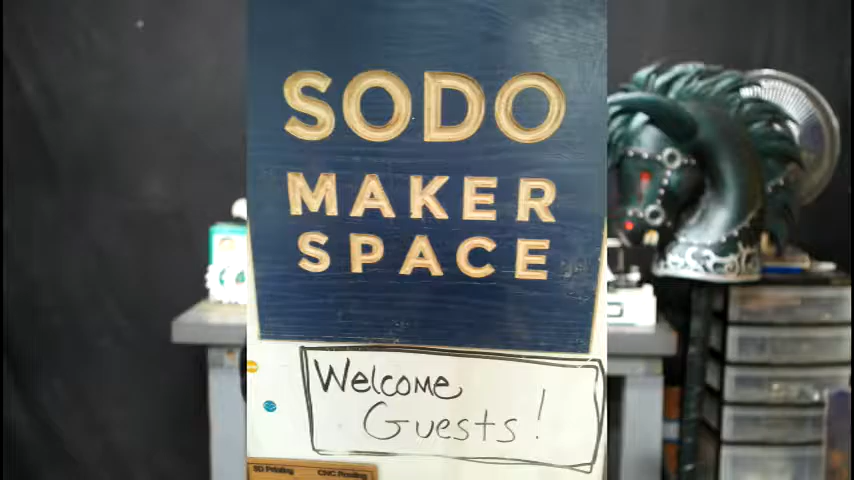 SODO
MAKER
SPACE
Welcome
Guests!
3D Printing CNC Routing